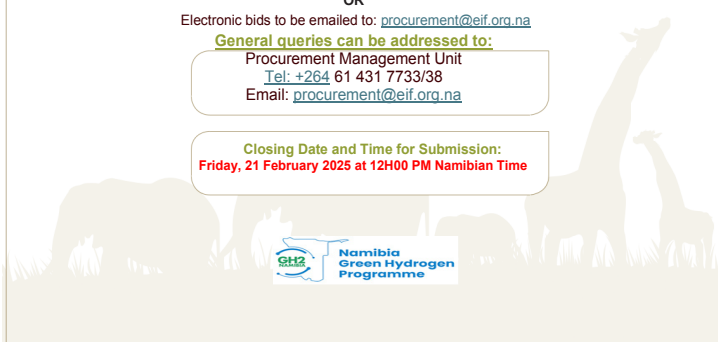 OR
Electronic bids to be emailed to: procurement@eif.org.na
General queries can be addressed to:
Procurement Management Unit
Tel: +264 61 431 7733/38
Email: procurement@eif.org.na
Closing Date and Time for Submission:
Friday, 21 February 2025 at 12H00 PM Namibian Time
GH2
NAMIBIA
Namibia
Green Hydrogen
Programme